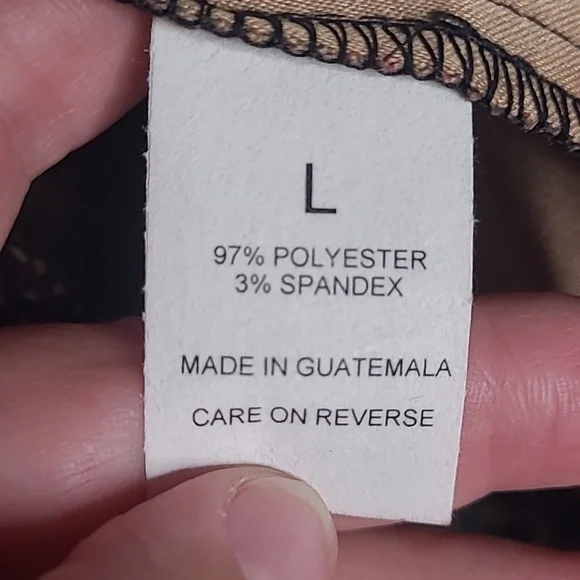 L
97% POLYESTER
3% SPANDEX
MADE IN GUATEMALA
CARE ON REVERSE